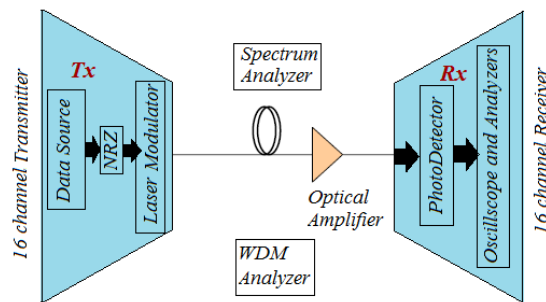 16 channel Transmitter
Tx
Data Source
NRZ
Laser Modulator
Spectrum
Analyzer
Optical
Amplifier
WDM
Analyzer
Rx
PhotoDetector
Oscillscope and Analyzers
16 channel Receiver